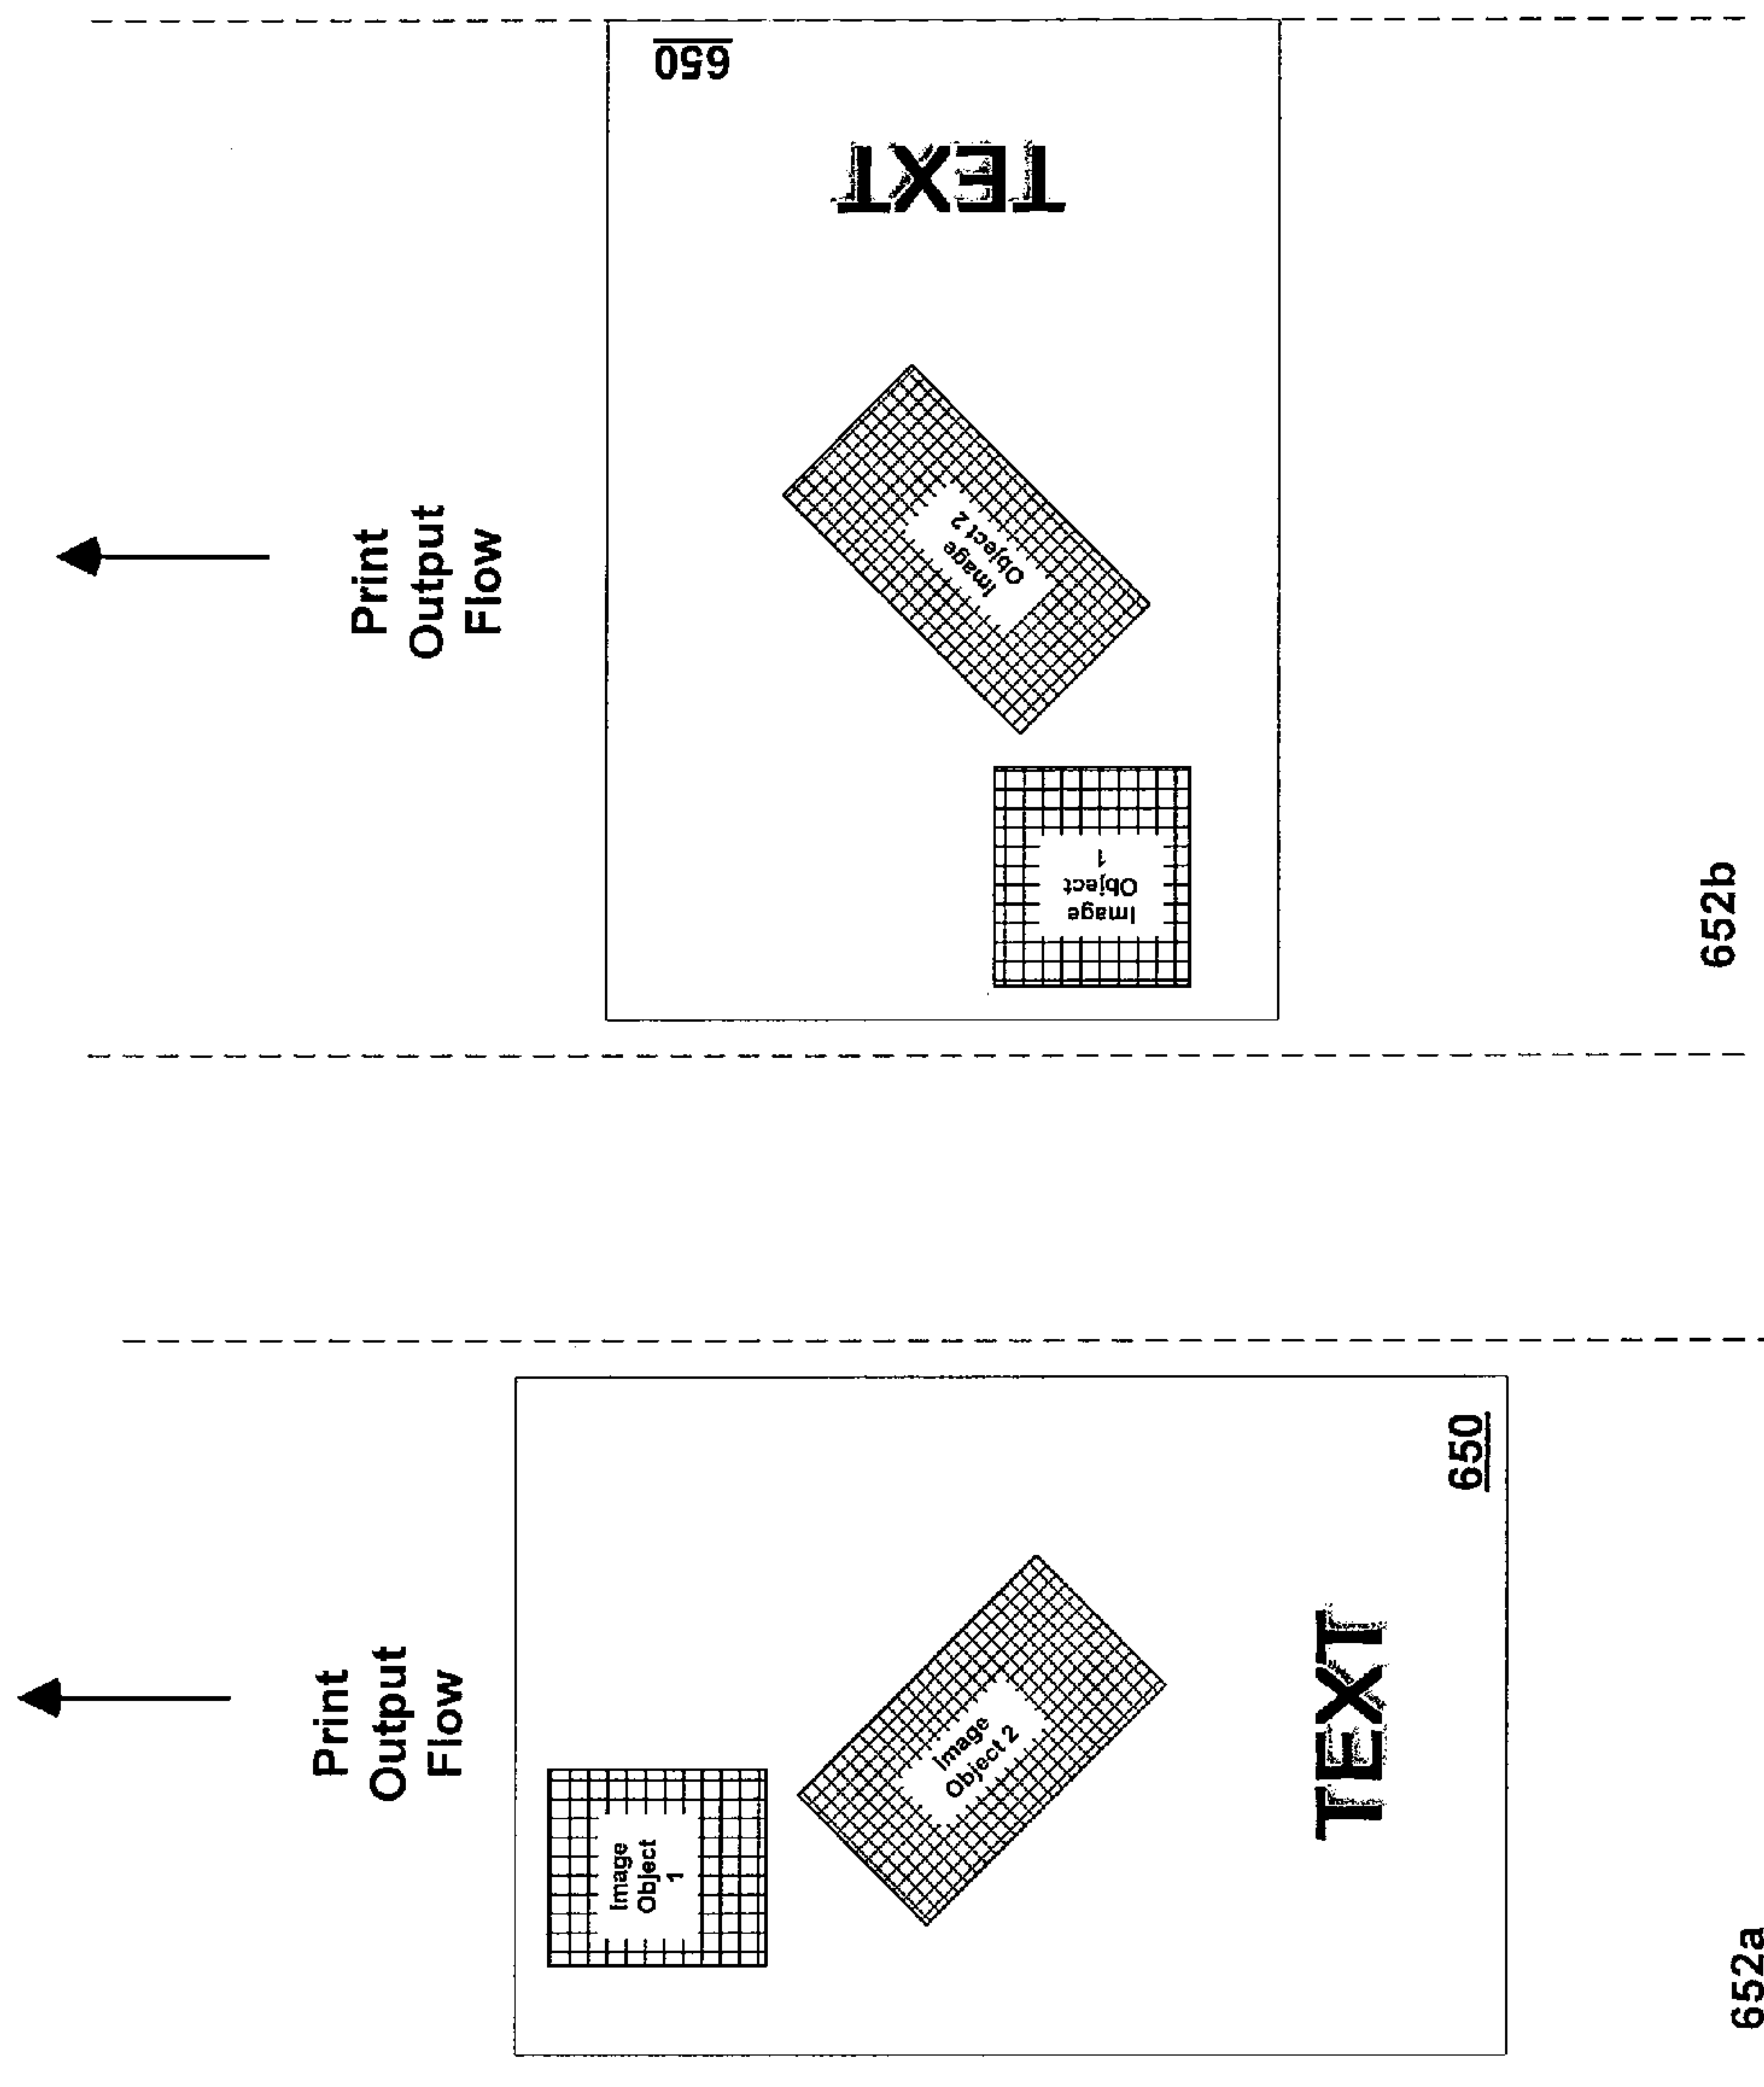 Print
Output
Flow
Image
Object
1
Image
Object 2
TEXT
650
652a
Print
Output
Flow
Image
Object
1
Image
Object 2
TEXT
650
652b